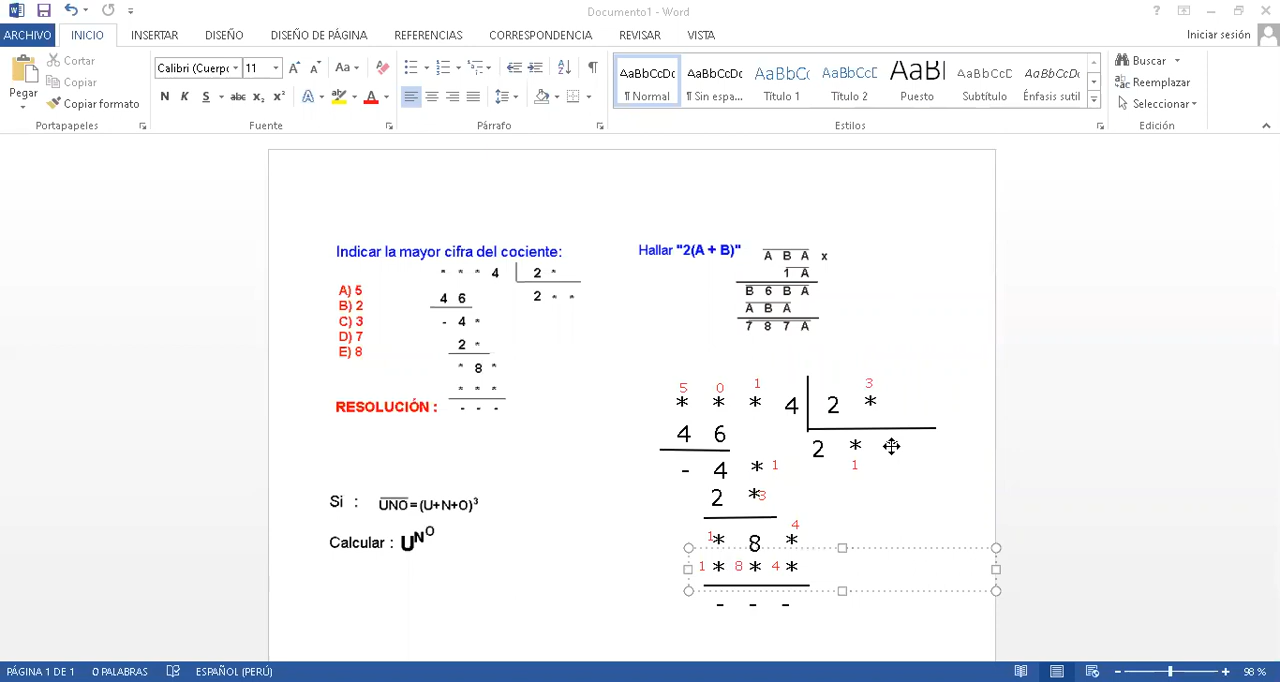 Documento1 - Word
ARCHIVO INICIO INSERTAR DISEÑO DISEÑO DE PÁGINA REFERENCIAS CORRESPONDENCIA REVISAR VISTA Iniciar sesión
Pegar
Cortar
Copiar
Copiar formato
Portapapeles
Calibri (Cuerpo 11
N K S abc x₂ x²
Fuente
Párrafo
AaBbCcDc AaBbCcDc AaBbCc AaBbCcD AaBl AaBbCcD AaBbCcDc
¶ Normal ¶ Sin espa... Título 1 Título 2 Puesto Subtítulo Énfasis sutil
Estilos
Buscar
Reemplazar
Seleccionar
Edición
Indicar la mayor cifra del cociente:
A) 5
B) 2
C) 3
D) 7
E) 8
* * * 4 2 *
2 * *
4 6
- 4 *
2 *
* 8 *
* * *
- - -
RESOLUCIÓN :
Hallar "2(A + B)"
A B A x
1 A
B 6 B A
A B A
7 8 7 A
5 0 1 3
* * * 4 2 *
4 6 2 *
1
- 4 * 1
2 * 3
4
1 * 8 *
1 * 8 * 4 *
- - -
Si : UNO = (U+N+O)³
Calcular : U^N^O
PÁGINA 1 DE 1 0 PALABRAS ESPAÑOL (PERÚ) 98 %